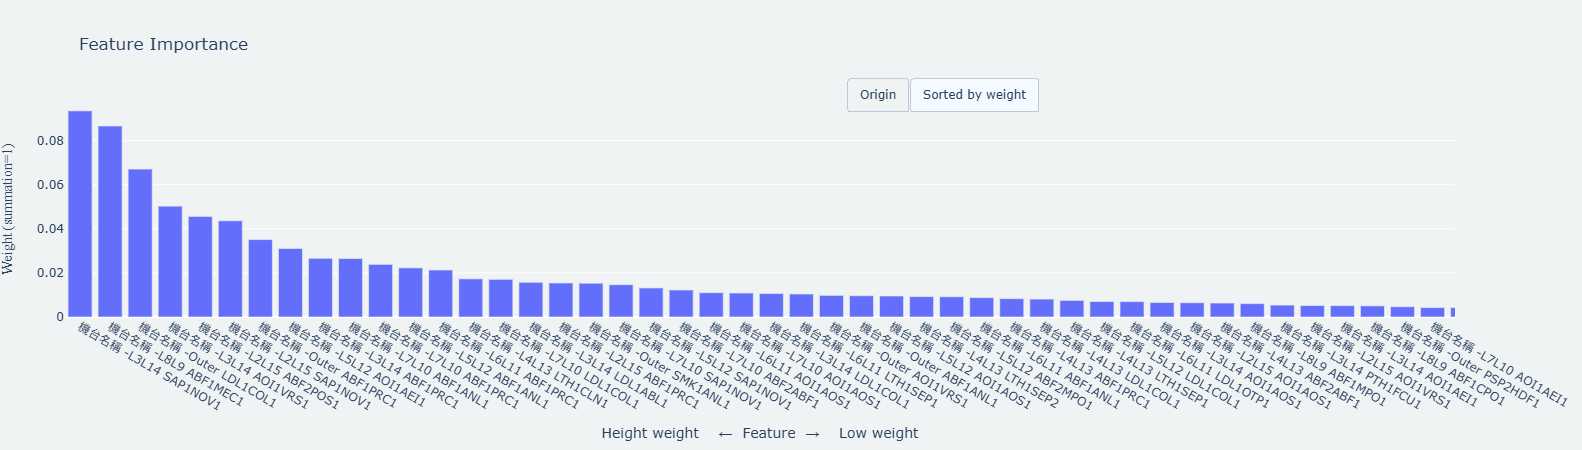 Feature Importance
Origin
Sorted by weight
Weight (summation=1)
0.08
0.06
0.04
0.02
0
機台名稱 -L3L14 SAP1NOV1
機台名稱 -L8L9 ABF1MEC1
機台名稱 -Outer LDL1COL1
機台名稱 -L3L14 AOI1VRS1
機台名稱 -L2L15 ABF2POS1
機台名稱 -L2L15 SAP1NOV1
機台名稱 -Outer ABF1PRC1
機台名稱 -L5L12 AOI1AEI1
機台名稱 -L3L14 ABF1PRC1
機台名稱 -L7L10 ABF1ANL1
機台名稱 -L7L10 ABF1PRC1
機台名稱 -L5L12 ABF1ANL1
機台名稱 -L6L11 ABF1PRC1
機台名稱 -L4L13 LTH1CLN1
機台名稱 -L7L10 LDL1COL1
機台名稱 -L3L14 LDL1ABL1
機台名稱 -L2L15 ABF1PRC1
機台名稱 -Outer SMK1ANL1
機台名稱 -L7L10 SAP1NOV1
機台名稱 -L5L12 SAP1NOV1
機台名稱 -L7L10 ABF2ABF1
機台名稱 -L6L11 AOI1AOS1
機台名稱 -L7L10 AOI1AOS1
機台名稱 -L3L14 LDL1COL1
機台名稱 -L6L11 LTH1SEP1
機台名稱 -Outer AOI1VRS1
機台名稱 -Outer ABF1ANL1
機台名稱 -L5L12 AOI1AOS1
機台名稱 -L4L13 LTH1SEP2
機台名稱 -L5L12 ABF2MPO1
機台名稱 -L6L11 ABF1ANL1
機台名稱 -L4L13 ABF1PRC1
機台名稱 -L4L13 LDL1COL1
機台名稱 -L4L13 LTH1SEP1
機台名稱 -L5L12 LDL1COL1
機台名稱 -L6L11 LDL1OTP1
機台名稱 -L3L14 AOI1AOS1
機台名稱 -L2L15 AOI1AOS1
機台名稱 -L4L13 ABF2ABF1
機台名稱 -L8L9 ABF1MPO1
機台名稱 -L3L14 PTH1FCU1
機台名稱 -L2L15 AOI1VRS1
機台名稱 -L3L14 AOI1AEI1
機台名稱 -L8L9 ABF1CPO1
機台名稱 -Outer PSP2HDF1
機台名稱 -L7L10 AOI1AEI1
Height weight ← Feature → Low weight